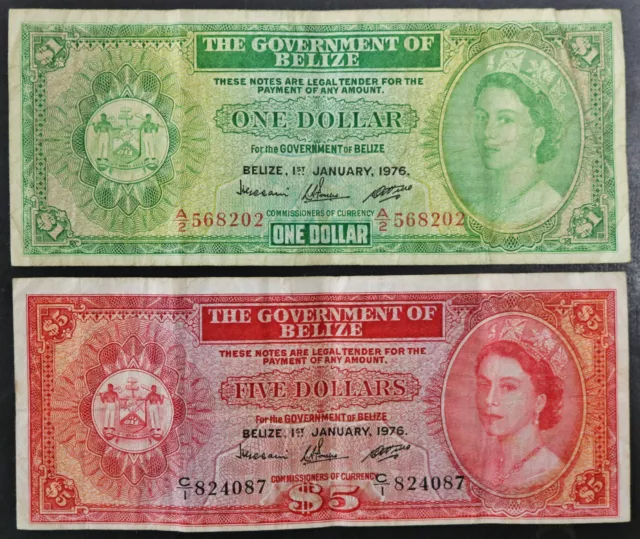 $1
$1
THE GOVERNMENT OF
BELIZE
THESE NOTES ARE LEGAL TENDER FOR THE
PAYMENT OF ANY AMOUNT.
ONE DOLLAR
For the GOVERNMENT OF BELIZE
BELIZE, 1ST JANUARY, 1976.
COMMISSIONERS OF CURRENCY
A/2 568202
A/2 568202
$1
ONE DOLLAR
$1
$5
$5
THE GOVERNMENT OF
BELIZE
THESE NOTES ARE LEGAL TENDER FOR THE
PAYMENT OF ANY AMOUNT.
FIVE DOLLARS
For the GOVERNMENT OF BELIZE
BELIZE, 1ST JANUARY, 1976.
COMMISSIONERS OF CURRENCY
C/1 824087
C/1 824087
$5
$5
$5